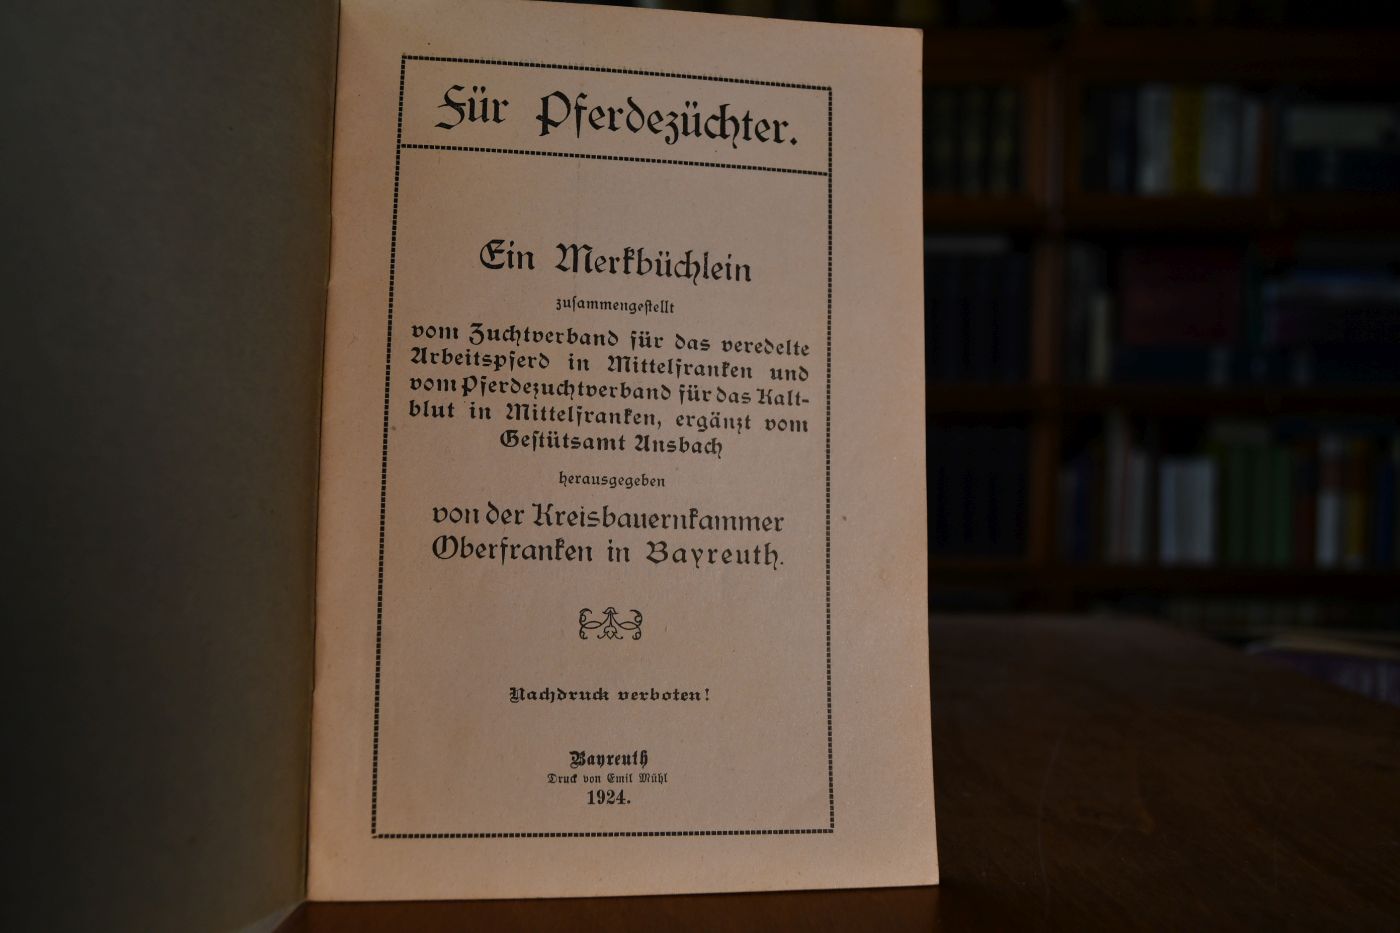 Für Pferdezüchter.
Ein Merkbüchlein
zusammengestellt
vom Zuchtverband für das veredelte
Arbeitspferd in Mittelfranken und
vom Pferdezuchtverband für das Kalt-
blut in Mittelfranken, ergänzt vom
Gestütsamt Ansbach
herausgegeben
von der Kreisbauernkammer
Oberfranken in Bayreuth.
Nachdruck verboten!
Bayreuth
Druck von Emil Mühl
1924.